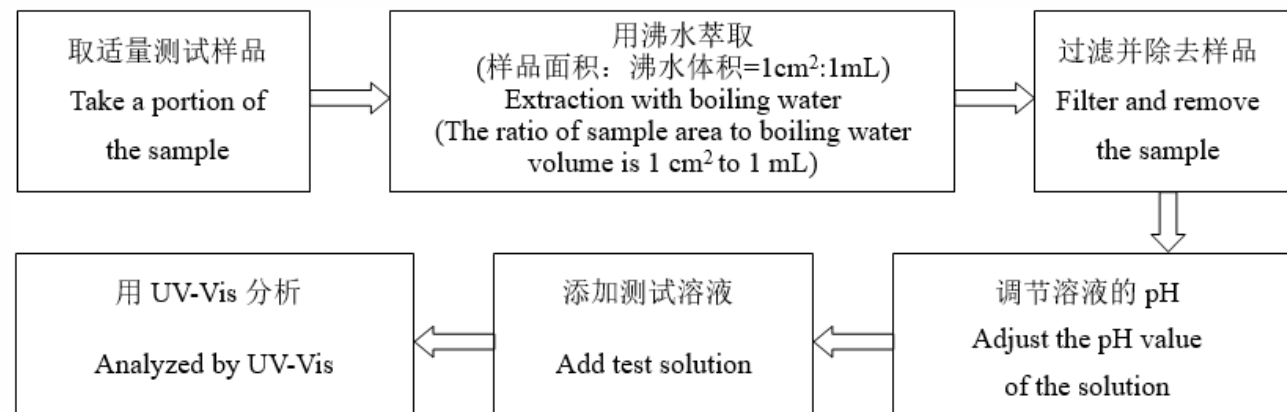 取适量测试样品
Take a portion of
the sample
用沸水萃取
(样品面积：沸水体积=1cm²:1mL)
Extraction with boiling water
(The ratio of sample area to boiling water
volume is 1 cm² to 1 mL)
过滤并除去样品
Filter and remove
the sample
调节溶液的 pH
Adjust the pH value
of the solution
添加测试溶液
Add test solution
用 UV-Vis 分析
Analyzed by UV-Vis